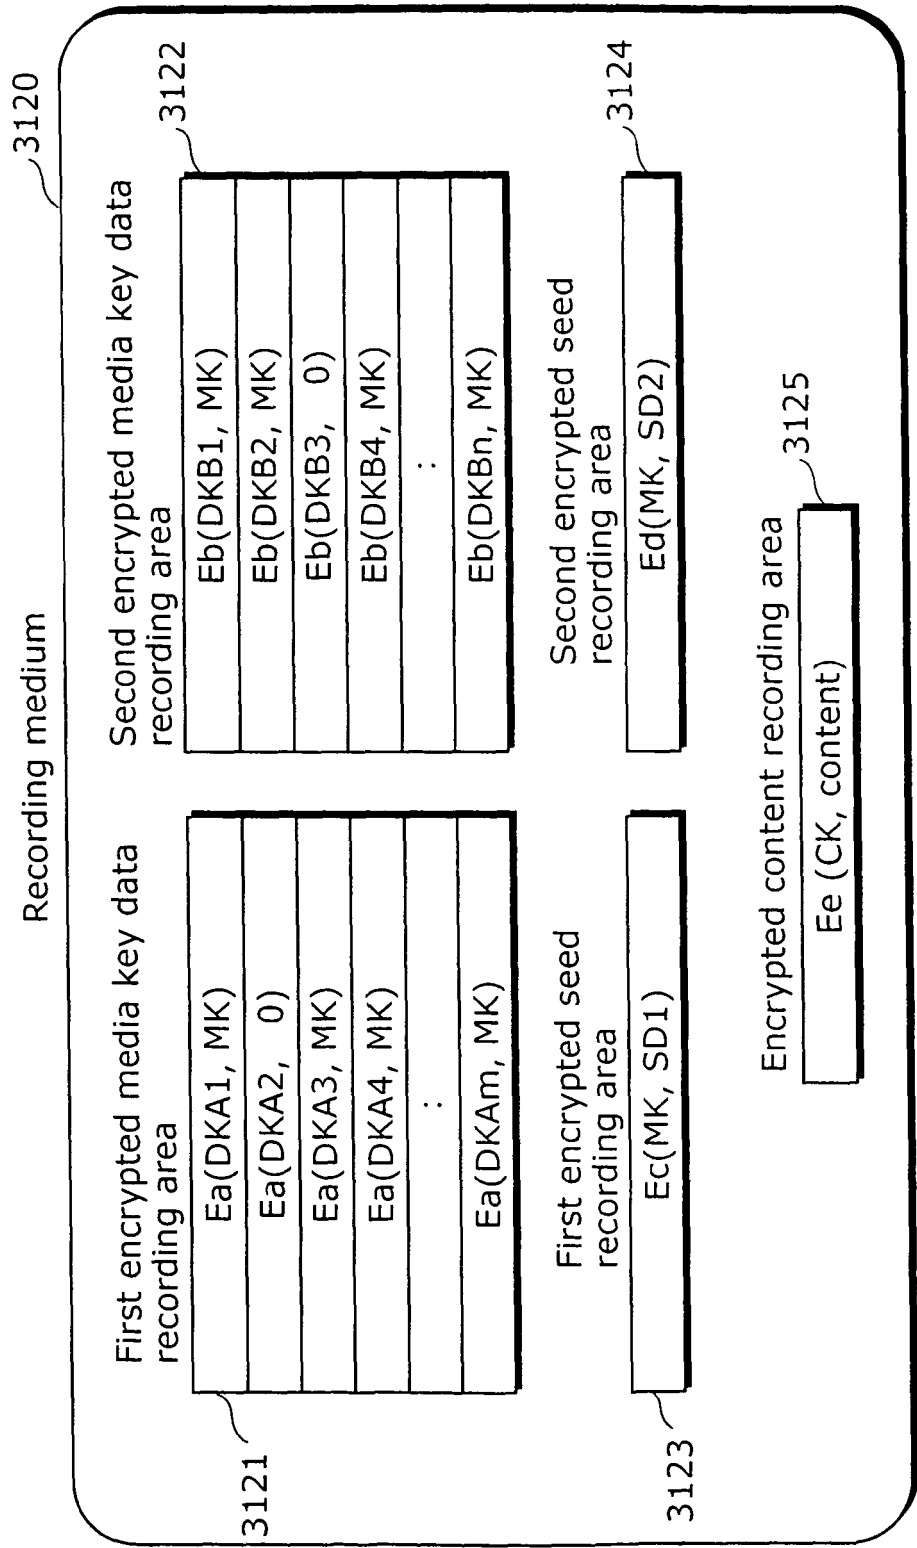 Recording medium
3120
First encrypted media key data
recording area
3121
Ea(DKA1, MK)
Ea(DKA2, 0)
Ea(DKA3, MK)
Ea(DKA4, MK)
:
Ea(DKAm, MK)
Second encrypted media key data
recording area
3122
Eb(DKB1, MK)
Eb(DKB2, MK)
Eb(DKB3, 0)
Eb(DKB4, MK)
:
Eb(DKBn, MK)
First encrypted seed
recording area
3123
Ec(MK, SD1)
Second encrypted seed
recording area
3124
Ed(MK, SD2)
Encrypted content recording area
3125
Ee (CK, content)